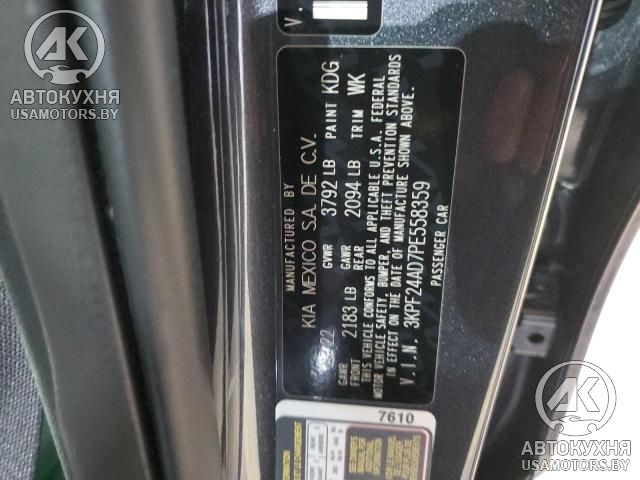 АК
АВТОКУХНЯ
USAMOTORS.BY
V.
MANUFACTURED BY
KIA MEXICO S.A. DE C.V.
GVWR 3792 LB PAINT KDG
GAWR FRONT 2183 LB GAWR REAR 2094 LB TRIM WK
THIS VEHICLE CONFORMS TO ALL APPLICABLE U.S.A. FEDERAL
MOTOR VEHICLE SAFETY, BUMPER, AND THEFT PREVENTION STANDARDS
IN EFFECT ON THE DATE OF MANUFACTURE SHOWN ABOVE.
V.I.N. 3KPF24AD7PE558359
PASSENGER CAR
7610
АК
АВТОКУХНЯ
USAMOTORS.BY